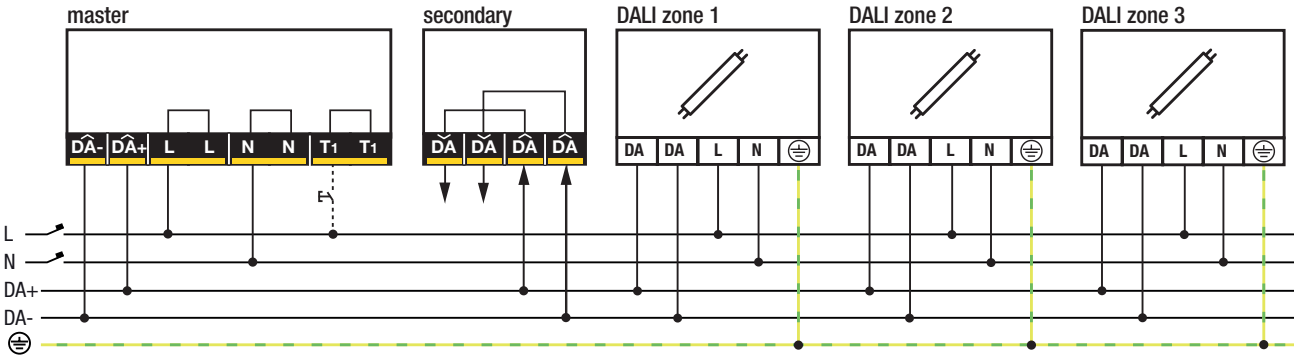 master secondary DALI zone 1 DALI zone 2 DALI zone 3
DA- DA+ L L N N T1 T1 DA DA DA DA DA DA L N DA DA L N DA DA L N
L
N
DA+
DA-